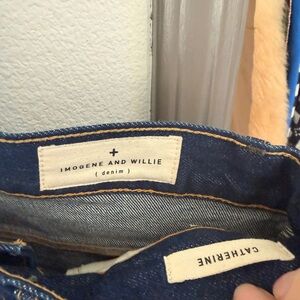 +
IMOGENE AND WILLIE
( denim )
CATHERINE